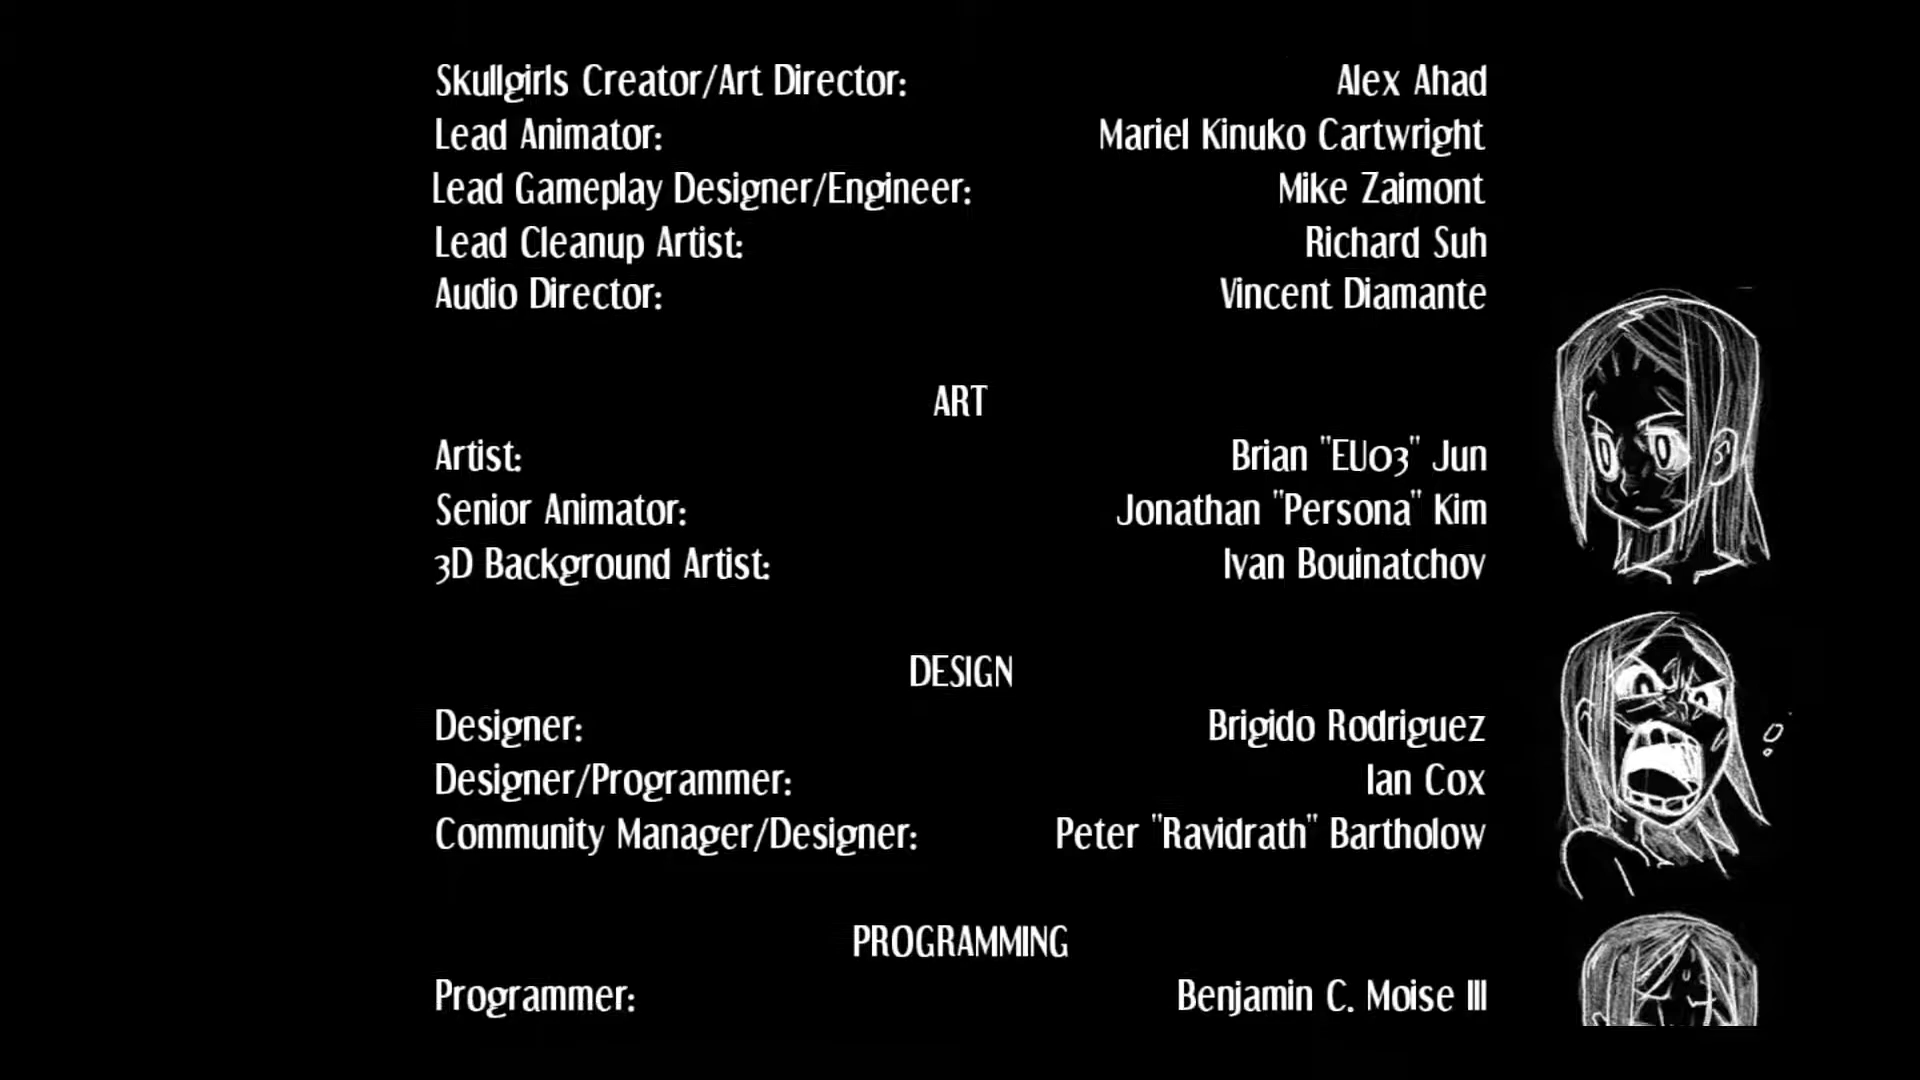 Skullgirls Creator/Art Director: Alex Ahad
Lead Animator: Mariel Kinuko Cartwright
Lead Gameplay Designer/Engineer: Mike Zaimont
Lead Cleanup Artist: Richard Suh
Audio Director: Vincent Diamante
ART
Artist: Brian "EU03" Jun
Senior Animator: Jonathan "Persona" Kim
3D Background Artist: Ivan Bouinatchov
DESIGN
Designer: Brigido Rodriguez
Designer/Programmer: Ian Cox
Community Manager/Designer: Peter "Ravidrath" Bartholow
PROGRAMMING
Programmer: Benjamin C. Moise III